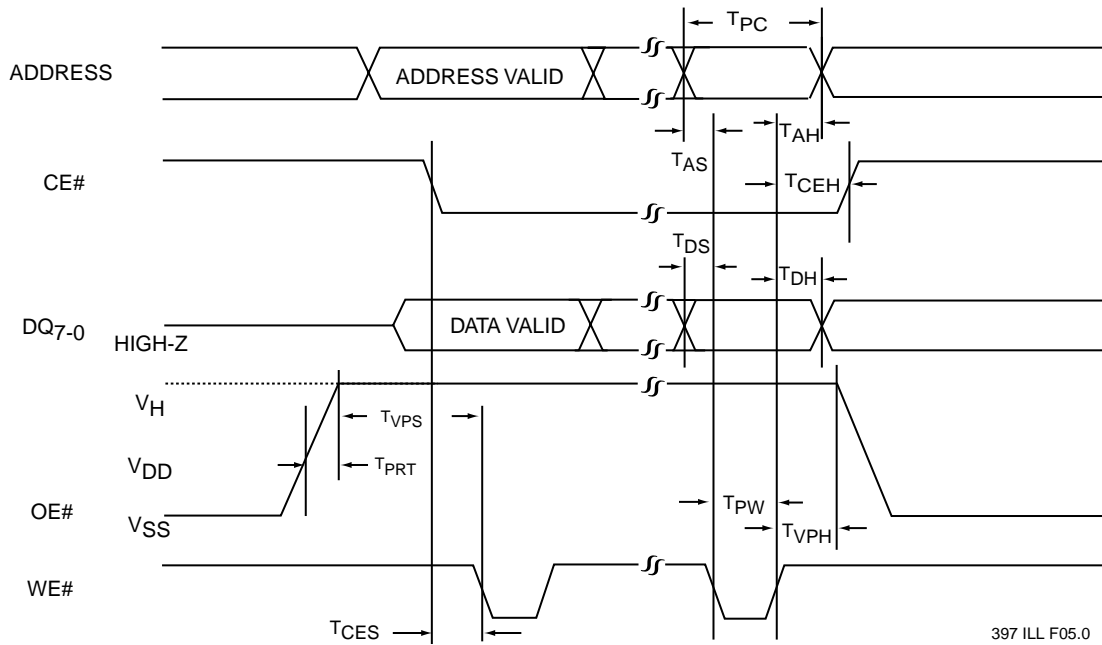 TPC
ADDRESS
ADDRESS VALID
TAH
TAS
CE#
TCEH
TDS
TDH
DQ7-0
HIGH-Z
DATA VALID
VH
TVPS
VDD
TPRT
OE#
VSS
TPW
TVPH
WE#
TCES
397 ILL F05.0